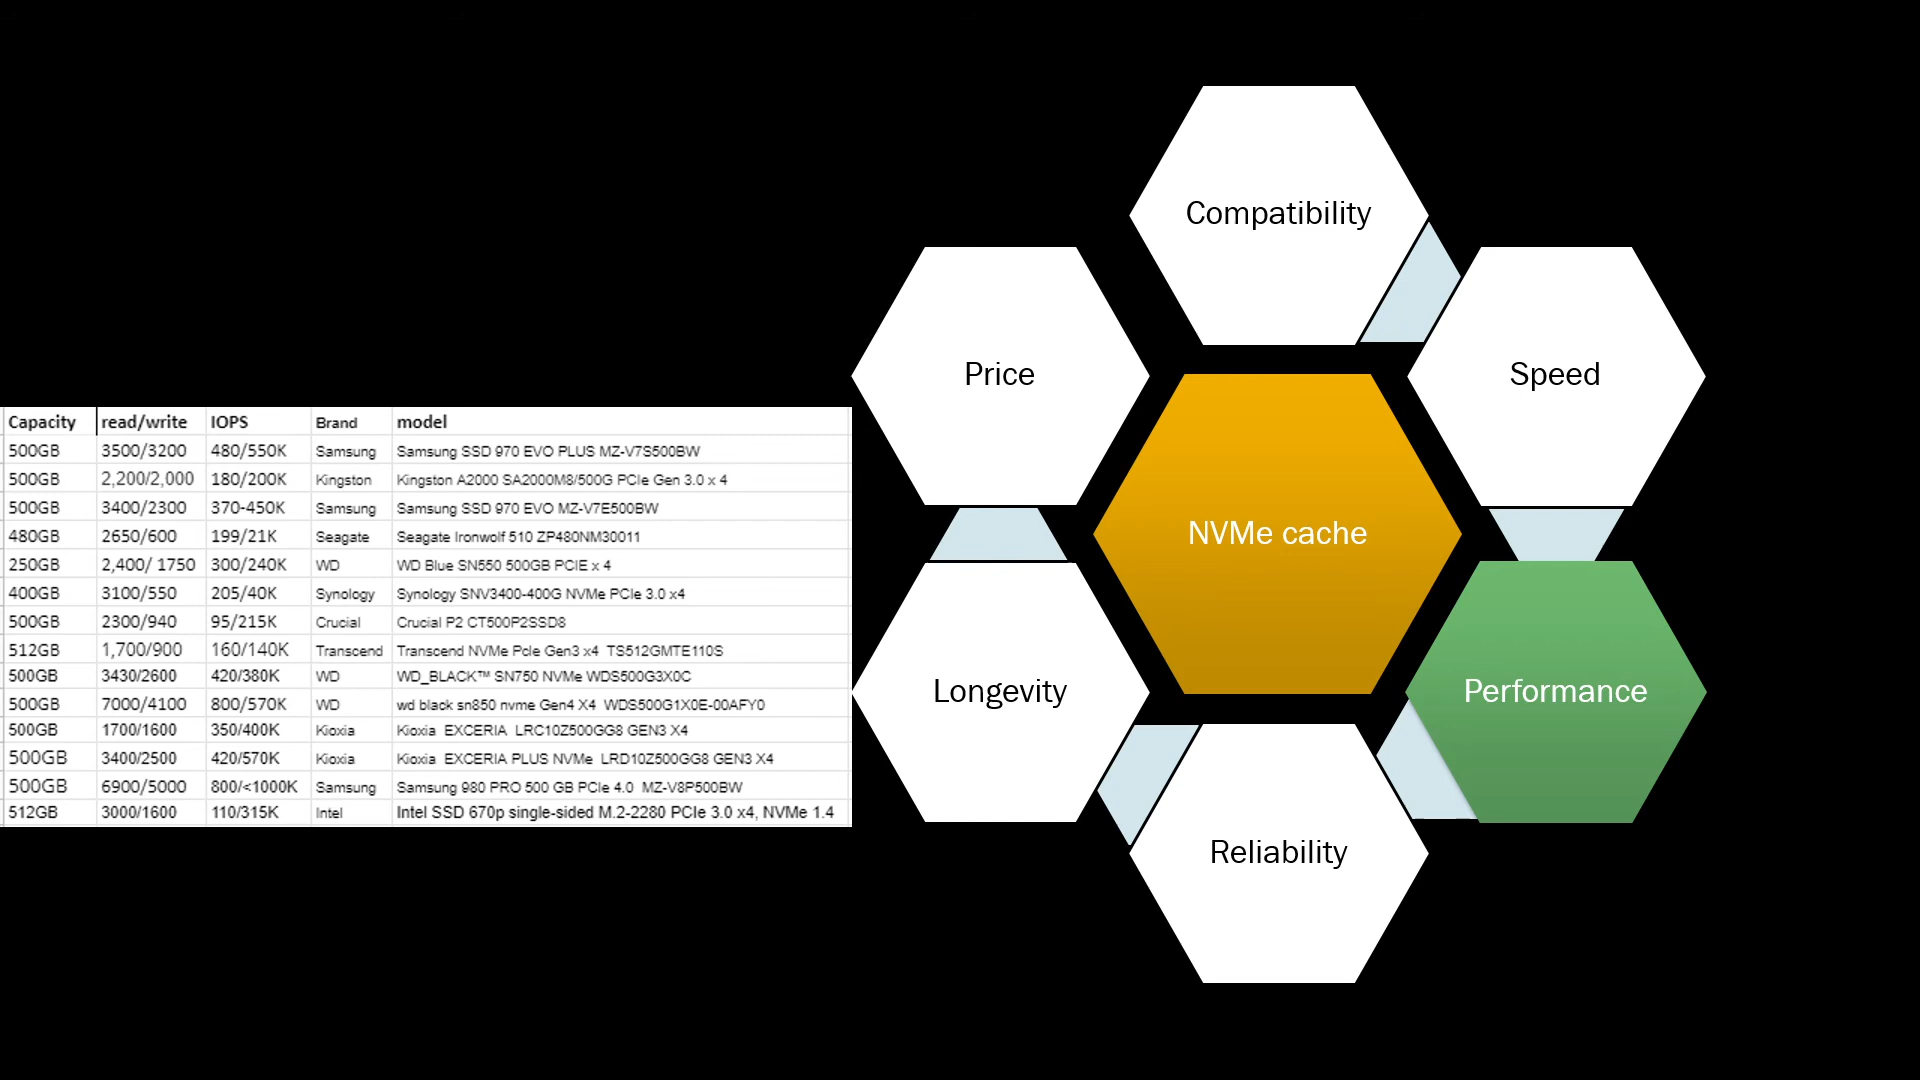 Capacity read/write IOPS Brand model
500GB 3500/3200 480/550K Samsung Samsung SSD 970 EVO PLUS MZ-V7S500BW
500GB 2,200/2,000 180/200K Kingston Kingston A2000 SA2000M8/500G PCIe Gen 3.0 x 4
500GB 3400/2300 370-450K Samsung Samsung SSD 970 EVO MZ-V7E500BW
480GB 2650/600 199/21K Seagate Seagate Ironwolf 510 ZP480NM30011
250GB 2,400/ 1750 300/240K WD WD Blue SN550 500GB PCIE x 4
400GB 3100/550 205/40K Synology Synology SNV3400-400G NVMe PCIe 3.0 x4
500GB 2300/940 95/215K Crucial Crucial P2 CT500P2SSD8
512GB 1,700/900 160/140K Transcend Transcend NVMe PcIe Gen3 x4 TS512GMTE110S
500GB 3430/2600 420/380K WD WD_BLACK™ SN750 NVMe WDS500G3X0C
500GB 7000/4100 800/570K WD wd black sn850 nvme Gen4 X4 WDS500G1X0E-00AFY0
500GB 1700/1600 350/400K Kioxia Kioxia EXCERIA LRC10Z500GG8 GEN3 X4
500GB 3400/2500 420/570K Kioxia Kioxia EXCERIA PLUS NVMe LRD10Z500GG8 GEN3 X4
500GB 6900/5000 800/<1000K Samsung Samsung 980 PRO 500 GB PCIe 4.0 MZ-V8P500BW
512GB 3000/1600 110/315K Intel Intel SSD 670p single-sided M.2-2280 PCIe 3.0 x4, NVMe 1.4
Compatibility
Price
Speed
NVMe cache
Longevity
Performance
Reliability